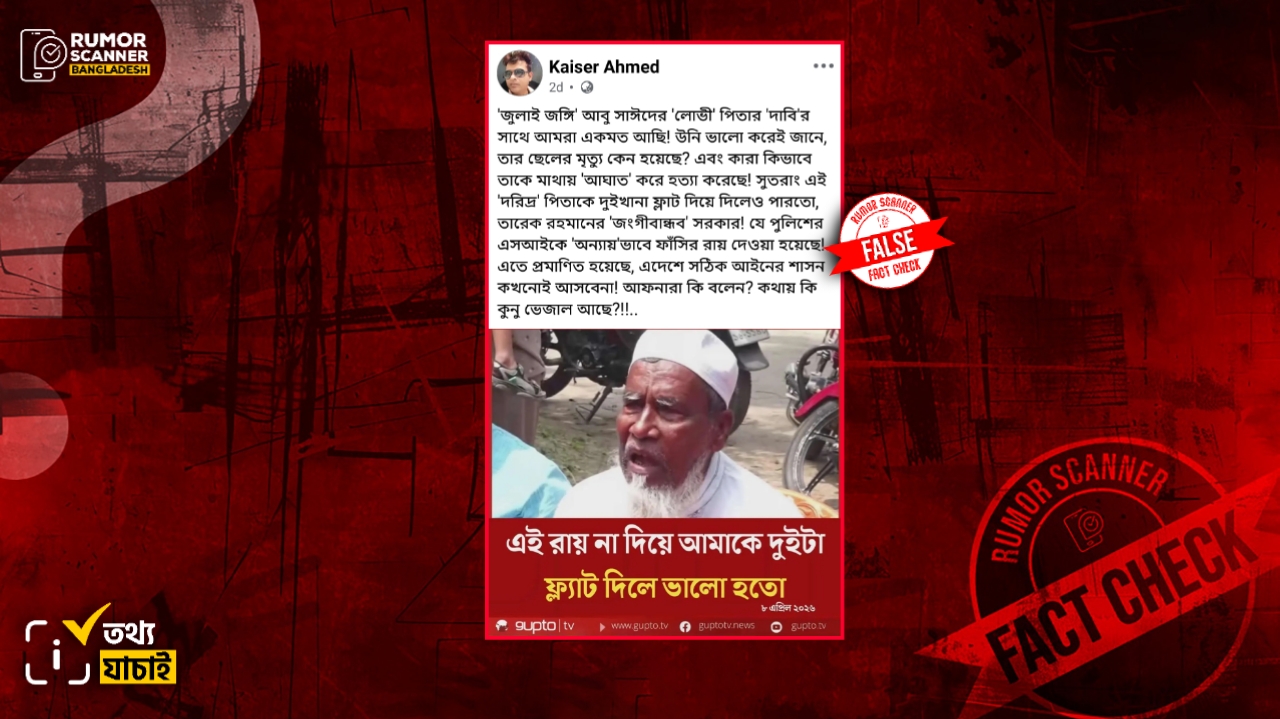 RUMOR
SCANNER
BANGLADESH
Kaiser Ahmed
2d
'জুলাই জঙ্গি' আবু সাঈদের 'লোভী' পিতার 'দাবি'র
সাথে আমরা একমত আছি! উনি ভালো করেই জানে,
তার ছেলের মৃত্যু কেন হয়েছে? এবং কারা কিভাবে
তাকে মাথায় 'আঘাত' করে হত্যা করেছে! সুতরাং এই
'দরিদ্র' পিতাকে দুইখানা ফ্লাট দিয়ে দিলেও পারতো,
তারেক রহমানের 'জংগীবান্ধব' সরকার! যে পুলিশের
এসআইকে 'অন্যায়'ভাবে ফাঁসির রায় দেওয়া হয়েছে!
এতে প্রমাণিত হয়েছে, এদেশে সঠিক আইনের শাসন
কখনোই আসবেনা! আফনারা কি বলেন? কথায় কি
কুনু ভেজাল আছে?!!..
RUMOR SCANNER
FALSE
FACT CHECK
এই রায় না দিয়ে আমাকে দুইটা
ফ্ল্যাট দিলে ভালো হতো
৮ এপ্রিল ২০২৬
gupto tv
www.gupto.tv
guptotv.news
gupto.tv
তথ্য
যাচাই
RUMOR SCANNER
FACT CHECK